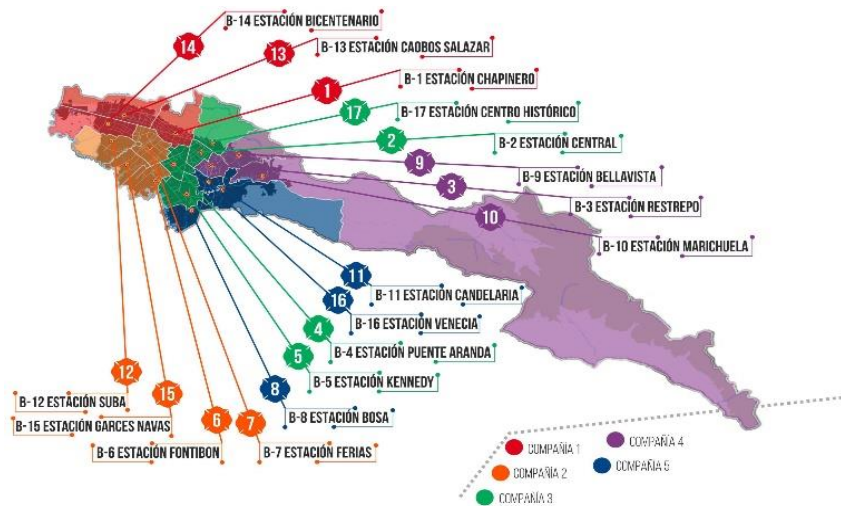 B-14 ESTACIÓN BICENTENARIO
14
B-13 ESTACIÓN CAOBOS SALAZAR
13
B-1 ESTACIÓN CHAPINERO
1
B-17 ESTACIÓN CENTRO HISTÓRICO
17
B-2 ESTACIÓN CENTRAL
2
9
B-9 ESTACIÓN BELLAVISTA
3
B-3 ESTACIÓN RESTREPO
10
B-10 ESTACIÓN MARICHUELA
11
B-11 ESTACIÓN CANDELARIA
16
B-16 ESTACIÓN VENECIA
4
B-4 ESTACIÓN PUENTE ARANDA
5
B-5 ESTACIÓN KENNEDY
8
B-8 ESTACIÓN BOSA
12
B-12 ESTACIÓN SUBA
15
B-15 ESTACIÓN GARCES NAVAS
6
B-6 ESTACIÓN FONTIBON
7
B-7 ESTACIÓN FERIAS
COMPAÑÍA 1
COMPAÑÍA 2
COMPAÑÍA 3
COMPAÑÍA 4
COMPAÑÍA 5